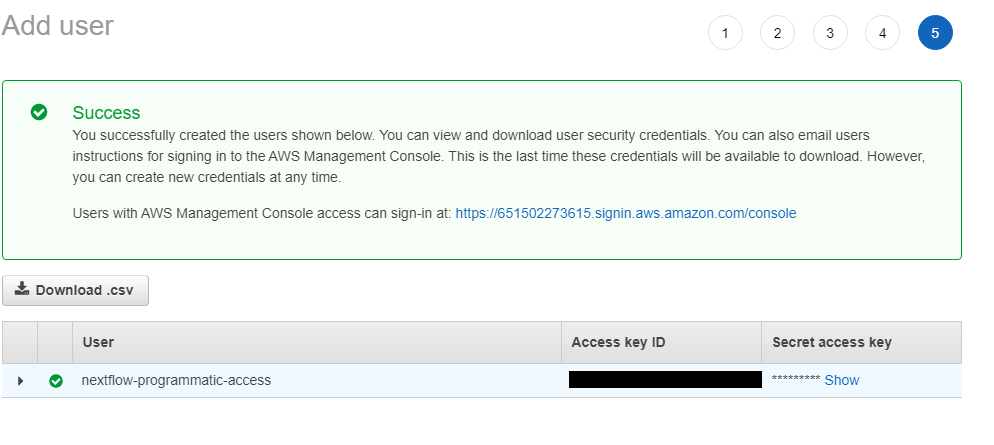 Add user
1 2 3 4 5
Success
You successfully created the users shown below. You can view and download user security credentials. You can also email users
instructions for signing in to the AWS Management Console. This is the last time these credentials will be available to download. However,
you can create new credentials at any time.
Users with AWS Management Console access can sign-in at: https://651502273615.signin.aws.amazon.com/console
Download .csv
User Access key ID Secret access key
nextflow-programmatic-access ********* Show